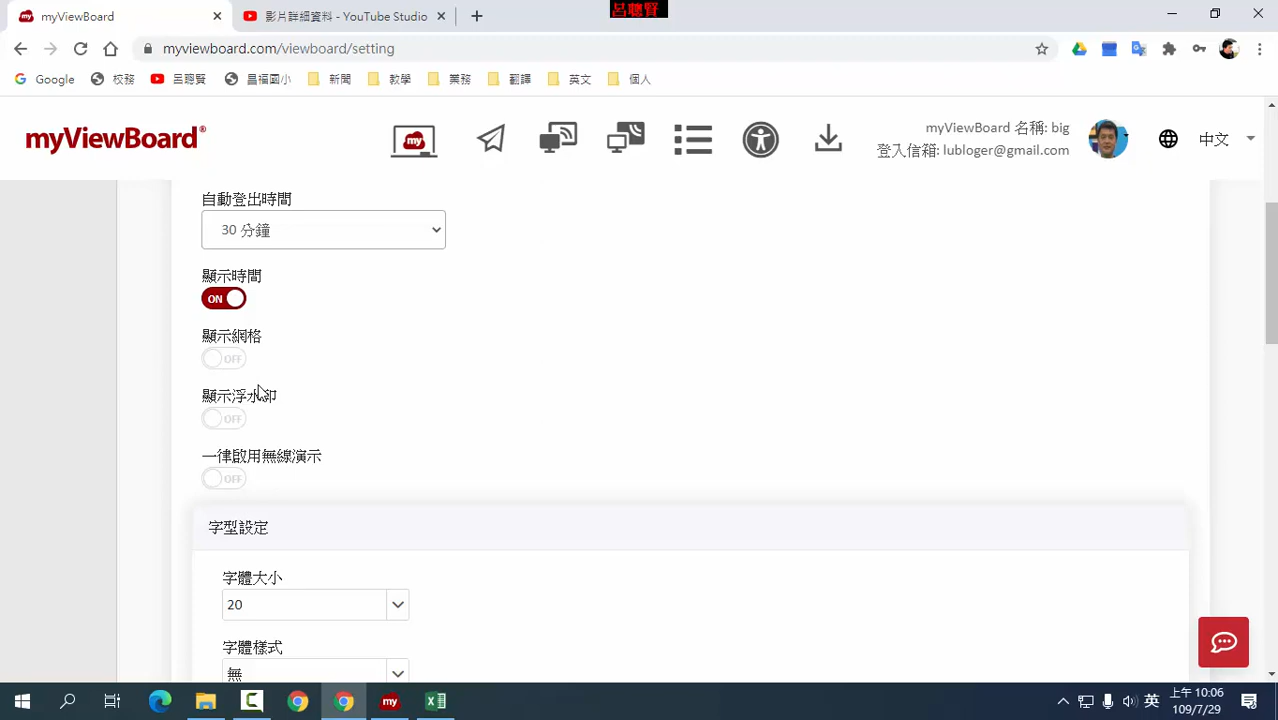 呂聰賢
myViewBoard
影片詳細資料 - YouTube Studio
myviewboard.com/viewboard/setting
Google 校務 呂聰賢 昌福國小 新聞 教學 業務 翻譯 英文 個人
myViewBoard®
my
myViewBoard 名稱: big
登入信箱: lubloger@gmail.com
中文
自動登出時間
30 分鐘
顯示時間
ON
顯示網格
OFF
顯示浮水印
OFF
一律啟用無線演示
OFF
字型設定
字體大小
20
字體樣式
無
my
英
上午 10:06
109/7/29